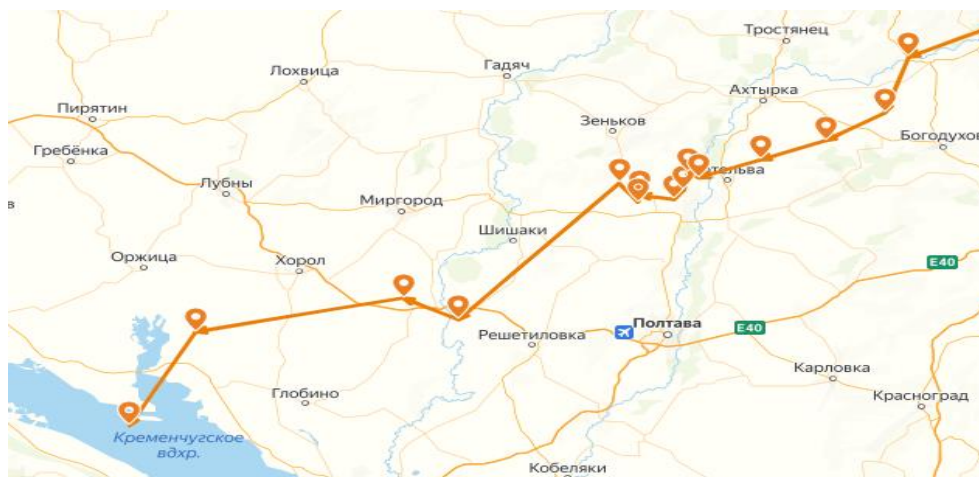 Тростянец
Гадяч
Лохвица
Ахтырка
Пирятин
Зеньков
Богодухов
Гребёнка
тельва
Лубны
в
Миргород
Шишаки
Оржица
Хорол
E40
Полтава
E40
Решетиловка
Карловка
Глобино
Красноград
Кременчугское
вдхр.
Кобеляки